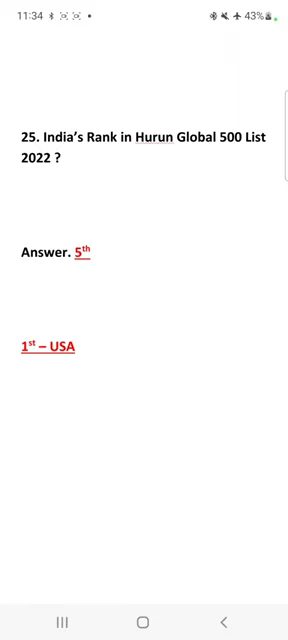 11:34
43%
25. India's Rank in Hurun Global 500 List
2022 ?
Answer. 5th
1st – USA